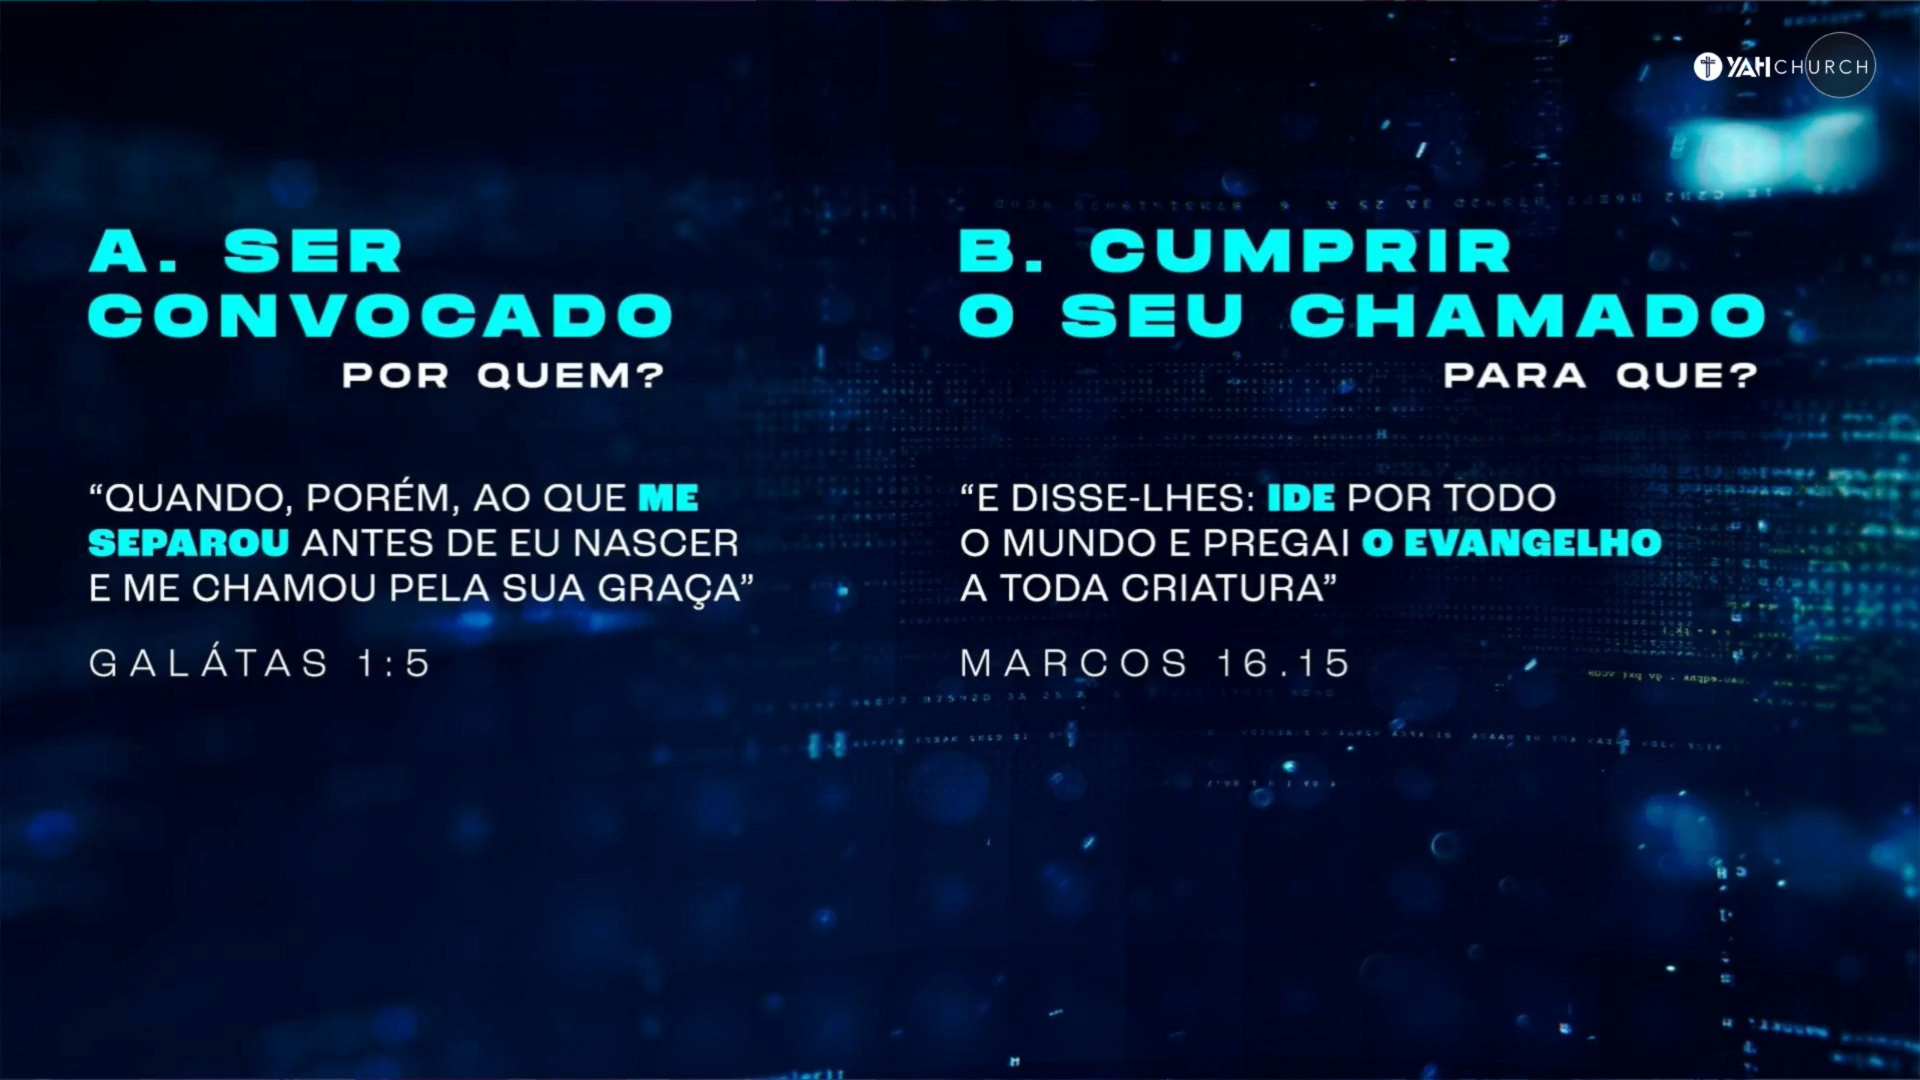 YAHCHURCH
A. SER
CONVOCADO
POR QUEM?
“QUANDO, PORÉM, AO QUE ME
SEPAROU ANTES DE EU NASCER
E ME CHAMOU PELA SUA GRAÇA”
GALÁTAS 1:5
B. CUMPRIR
O SEU CHAMADO
PARA QUE?
“E DISSE-LHES: IDE POR TODO
O MUNDO E PREGAI O EVANGELHO
A TODA CRIATURA”
MARCOS 16.15